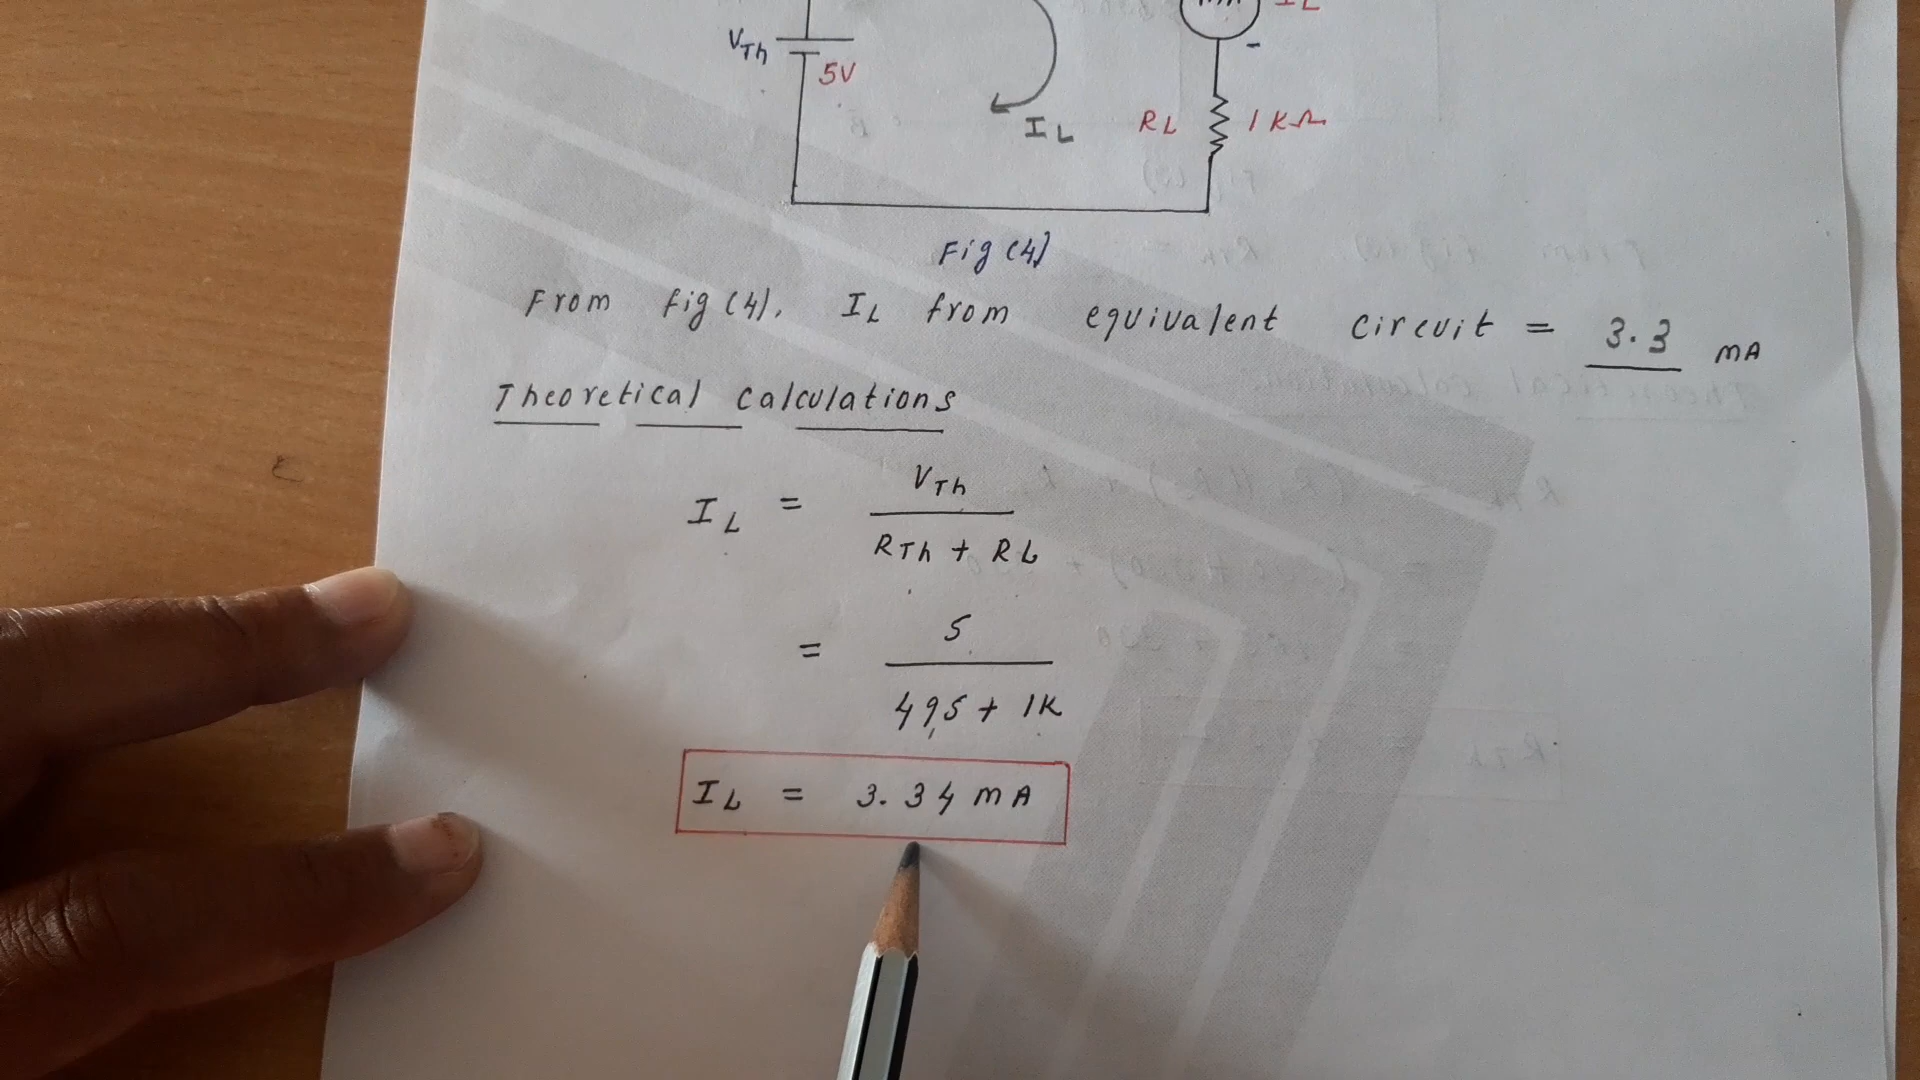 IL
VTh
5V
IL
RL 1KΩ
Fig (4)
From fig (4), IL from equivalent circuit = 3.3 mA
Theoretical calculations
IL = VTh
RTh + RL
= 5
495 + 1K
IL = 3.34 mA